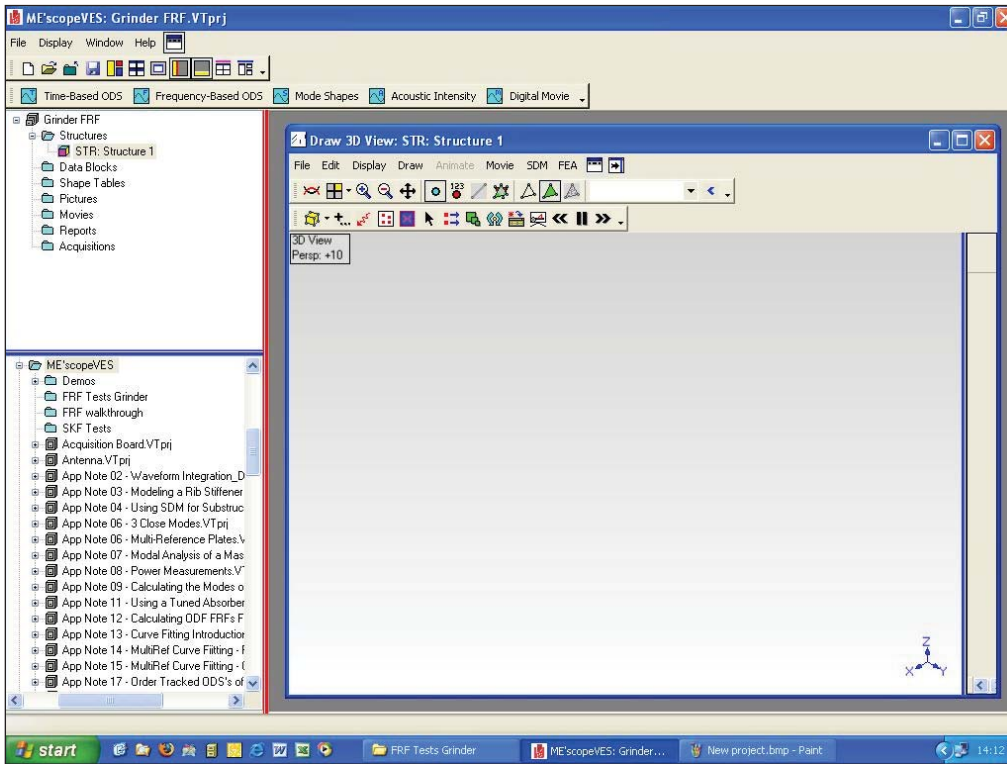 ME'scopeVES: Grinder FRF.VTprj
File Display Window Help
Time-Based ODS Frequency-Based ODS Mode Shapes Acoustic Intensity Digital Movie
Grinder FRF
Structures
STR: Structure 1
Data Blocks
Shape Tables
Pictures
Movies
Reports
Acquisitions
ME'scopeVES
Demos
FRF Tests Grinder
FRF walkthrough
SKF Tests
Acquisition Board.VTprj
Antenna.VTprj
App Note 02 - Waveform Integration_D
App Note 03 - Modeling a Rib Stiffener
App Note 04 - Using SDM for Substruc
App Note 06 - 3 Close Modes.VTprj
App Note 06 - Multi-Reference Plates.V
App Note 07 - Modal Analysis of a Mas
App Note 08 - Power Measurements.VT
App Note 09 - Calculating the Modes o
App Note 11 - Using a Tuned Absorber
App Note 12 - Calculating ODF FRFs F
App Note 13 - Curve Fitting Introduction
App Note 14 - MultiRef Curve Fitting - F
App Note 15 - MultiRef Curve Fitting -
App Note 17 - Order Tracked ODS's of
Draw 3D View: STR: Structure 1
File Edit Display Draw Animate Movie SDM FEA
123
3D View
Persp: +10
Z
X Y
start FRF Tests Grinder ME'scopeVES: Grinder... New project.bmp - Paint 14:12